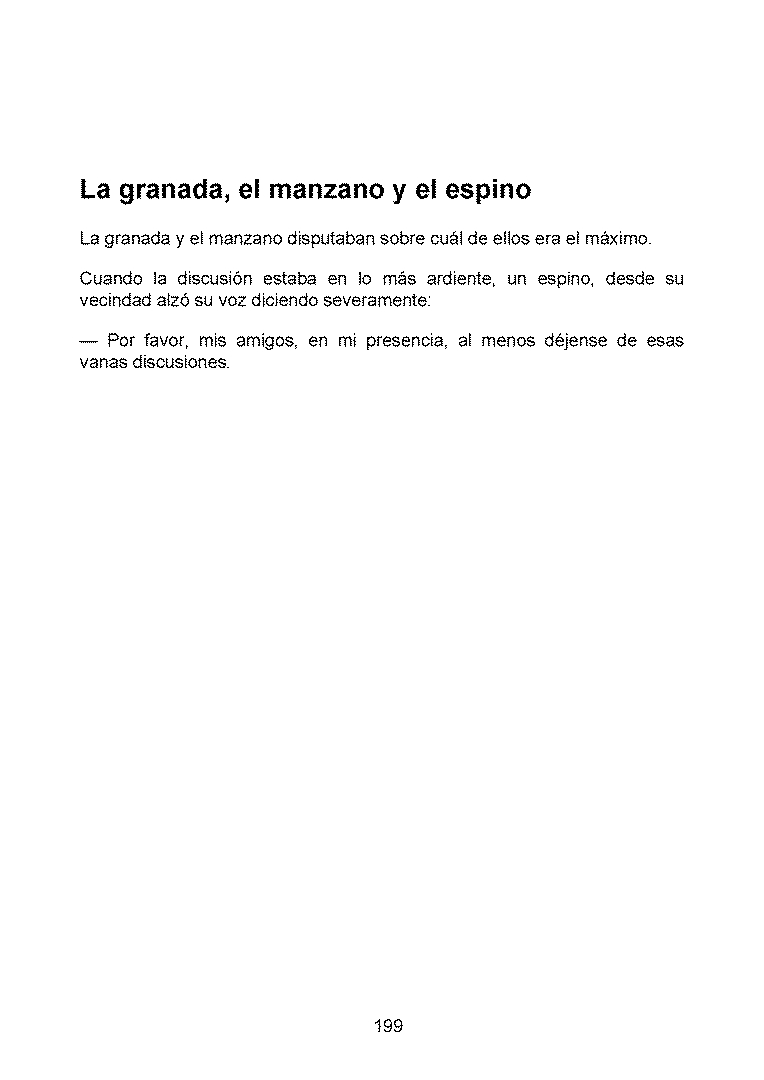 La granada, el manzano y el espino
La granada y el manzano disputaban sobre cuál de ellos era el máximo.
Cuando la discusión estaba en lo más ardiente, un espino, desde su
vecindad alzó su voz diciendo severamente:
— Por favor, mis amigos, en mi presencia, al menos déjense de esas
vanas discusiones.
199